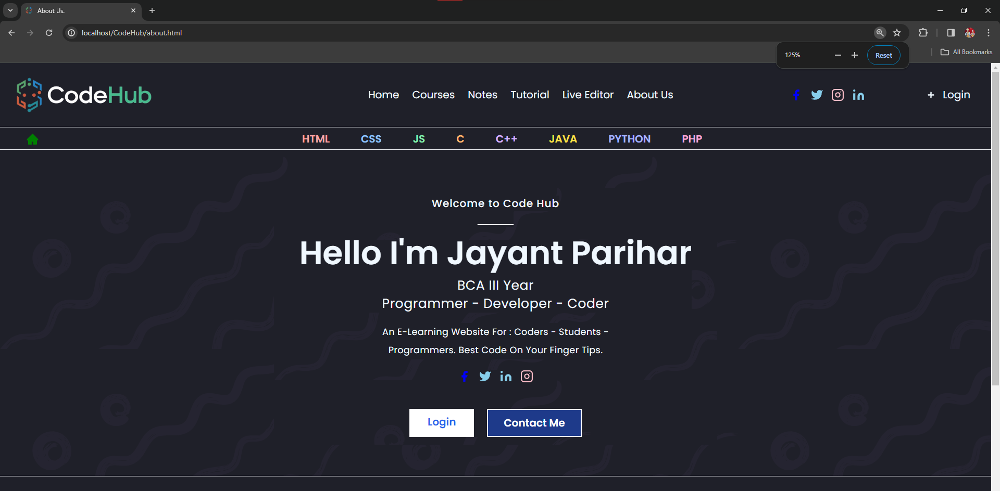 About Us.
localhost/CodeHub/about.html
125%
Reset
All Bookmarks
CodeHub
Home Courses Notes Tutorial Live Editor About Us
+ Login
HTML CSS JS C C++ JAVA PYTHON PHP
Welcome to Code Hub
Hello I'm Jayant Parihar
BCA III Year
Programmer - Developer - Coder
An E-Learning Website For : Coders - Students -
Programmers. Best Code On Your Finger Tips.
Login
Contact Me